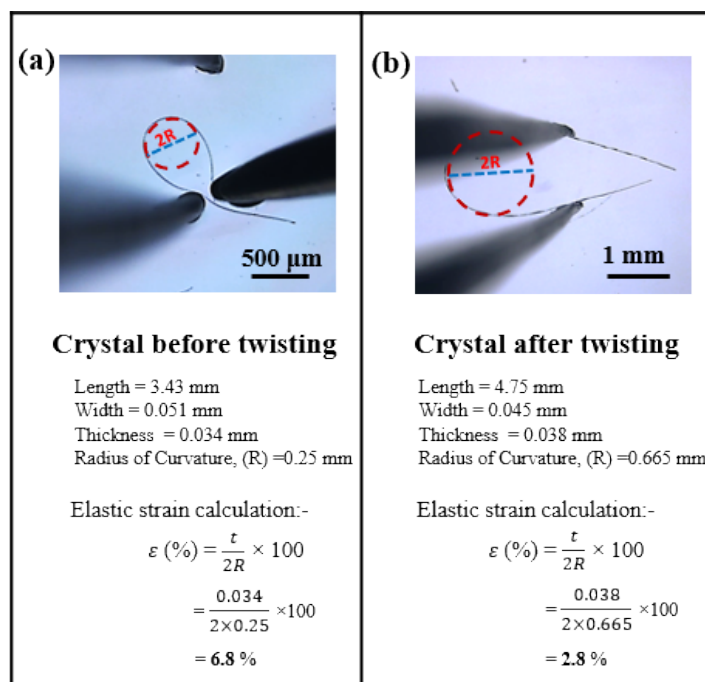 (a)
2R
500 μm
Crystal before twisting
Length = 3.43 mm
Width = 0.051 mm
Thickness = 0.034 mm
Radius of Curvature, (R) =0.25 mm
Elastic strain calculation:-
ε (%) = t/2R × 100
= 0.034/2×0.25 ×100
= 6.8 %
(b)
2R
1 mm
Crystal after twisting
Length = 4.75 mm
Width = 0.045 mm
Thickness = 0.038 mm
Radius of Curvature, (R) =0.665 mm
Elastic strain calculation:-
ε (%) = t/2R × 100
= 0.038/2×0.665 ×100
= 2.8 %